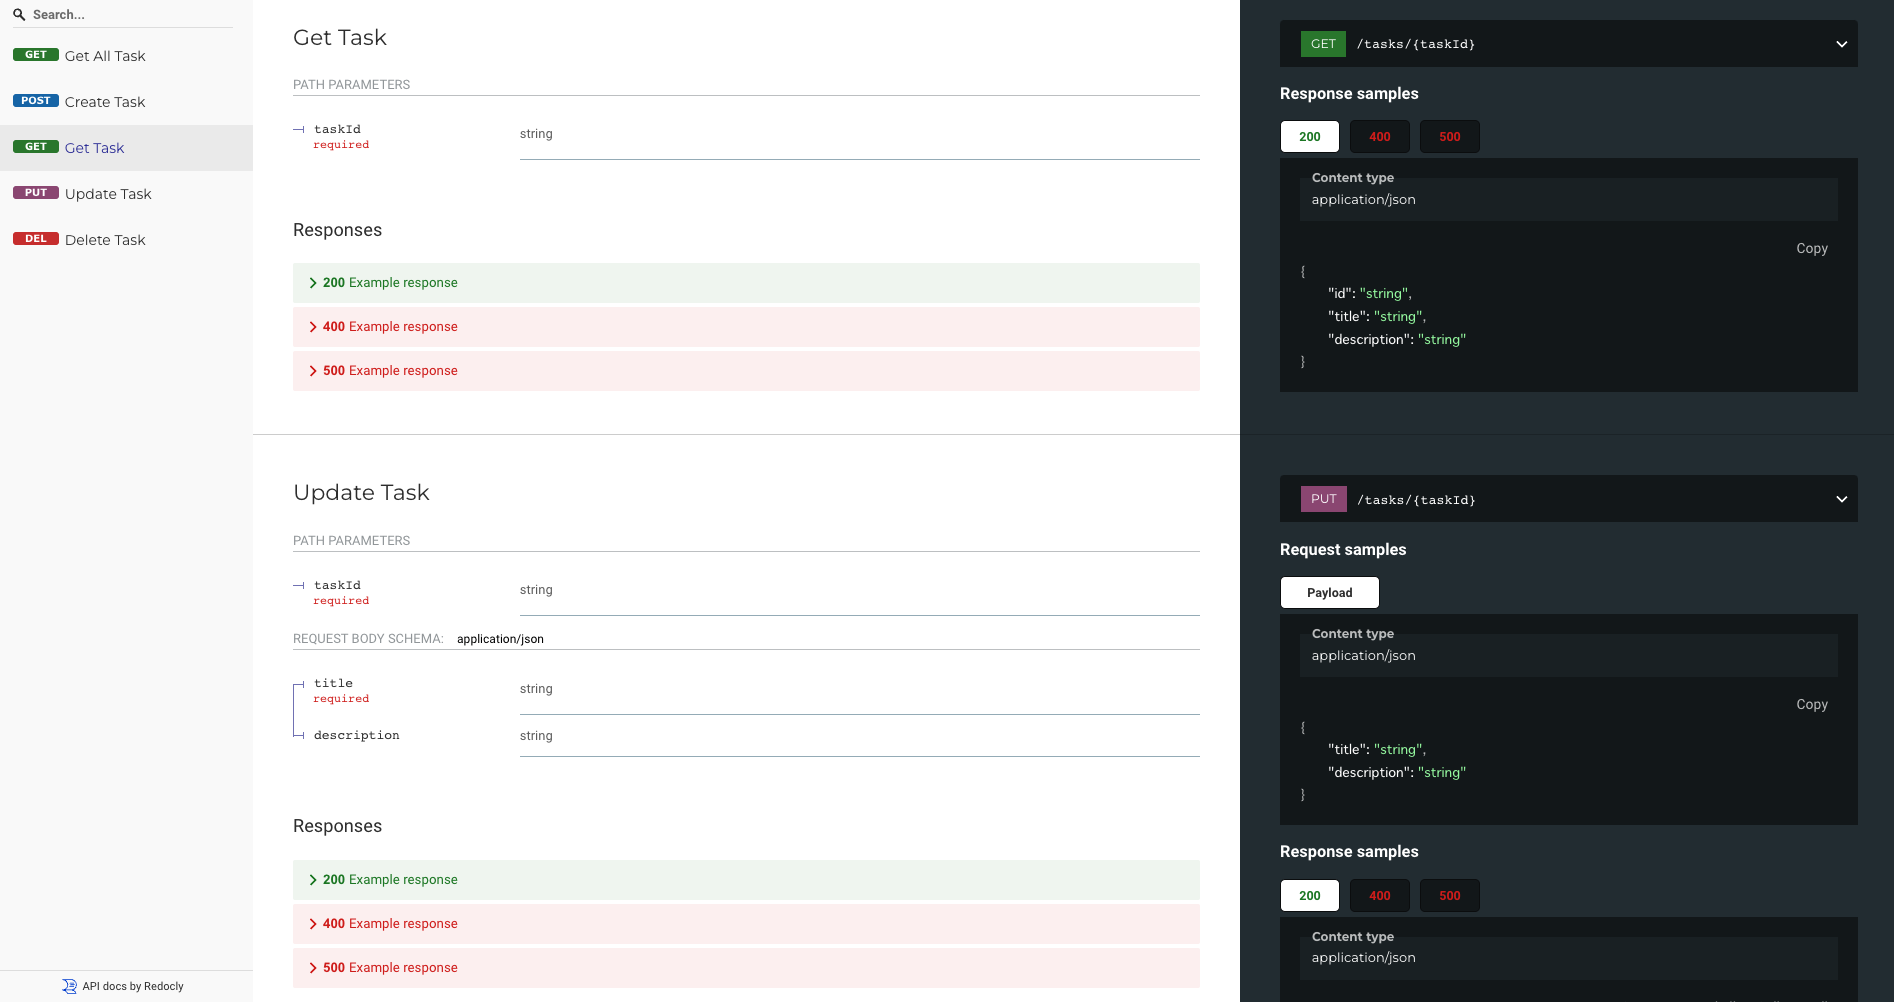 Search...
GET Get All Task
POST Create Task
GET Get Task
PUT Update Task
DEL Delete Task
API docs by Redocly
Get Task
PATH PARAMETERS
taskId
required
string
Responses
200 Example response
400 Example response
500 Example response
GET /tasks/{taskId}
Response samples
200 400 500
Content type
application/json
Copy
{
"id": "string",
"title": "string",
"description": "string"
}
Update Task
PATH PARAMETERS
taskId
required
string
REQUEST BODY SCHEMA: application/json
title
required
string
description string
Responses
200 Example response
400 Example response
500 Example response
PUT /tasks/{taskId}
Request samples
Payload
Content type
application/json
Copy
{
"title": "string",
"description": "string"
}
Response samples
200 400 500
Content type
application/json